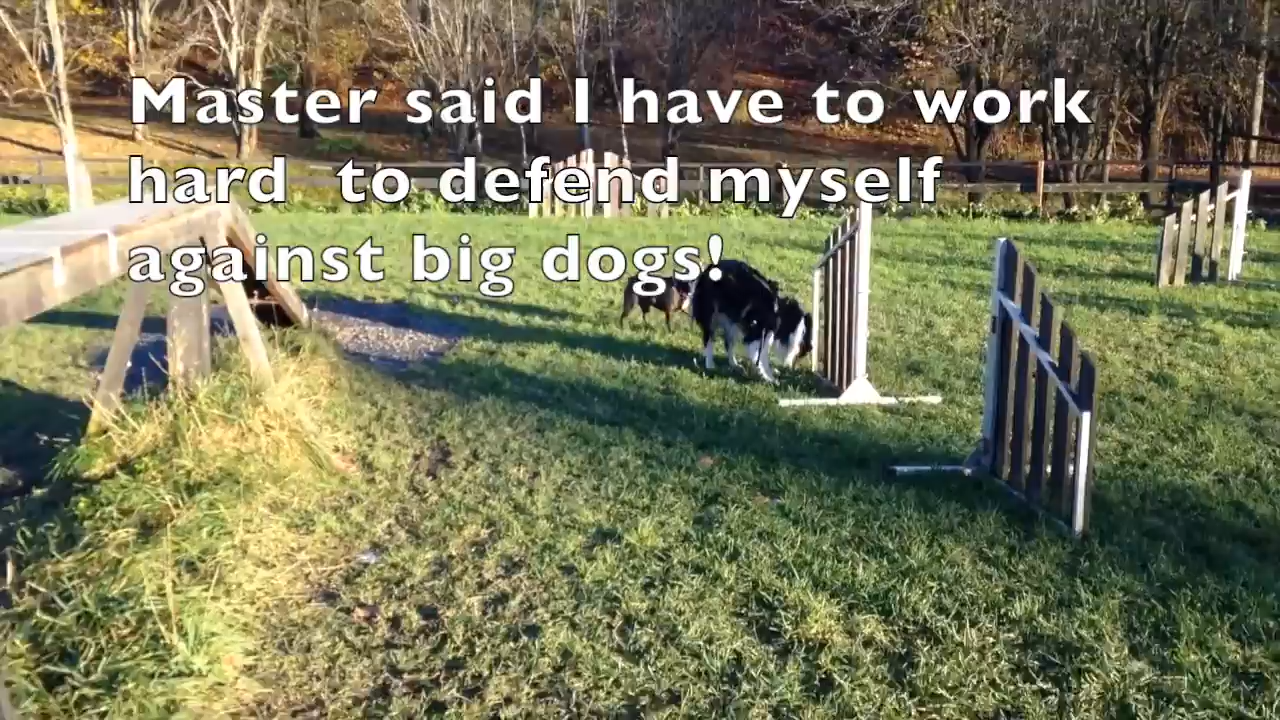 Master said I have to work
hard  to defend myself
against big dogs!